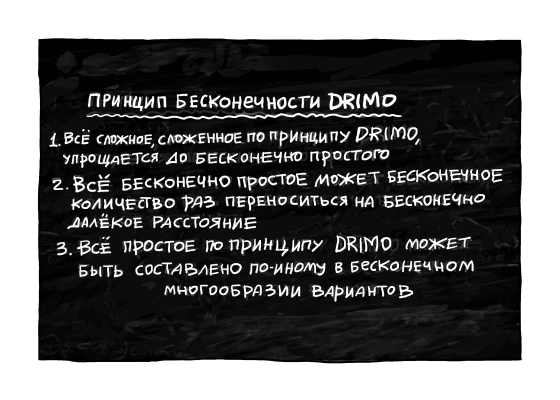 ПРИНЦИП БЕСКОНЕЧНОСТИ DRIMO
1. ВСЁ СЛОЖНОЕ, СЛОЖЕННОЕ ПО ПРИНЦИПУ DRIMO,
УПРОЩАЕТСЯ ДО БЕСКОНЕЧНО ПРОСТОГО
2. ВСЁ БЕСКОНЕЧНО ПРОСТОЕ МОЖЕТ БЕСКОНЕЧНОЕ
КОЛИЧЕСТВО РАЗ ПЕРЕНОСИТЬСЯ НА БЕСКОНЕЧНО
ДАЛЁКОЕ РАССТОЯНИЕ
3. ВСЁ ПРОСТОЕ ПО ПРИНЦИПУ DRIMO МОЖЕТ
БЫТЬ СОСТАВЛЕНО ПО-ИНОМУ В БЕСКОНЕЧНОМ
МНОГООБРАЗИИ ВАРИАНТОВ